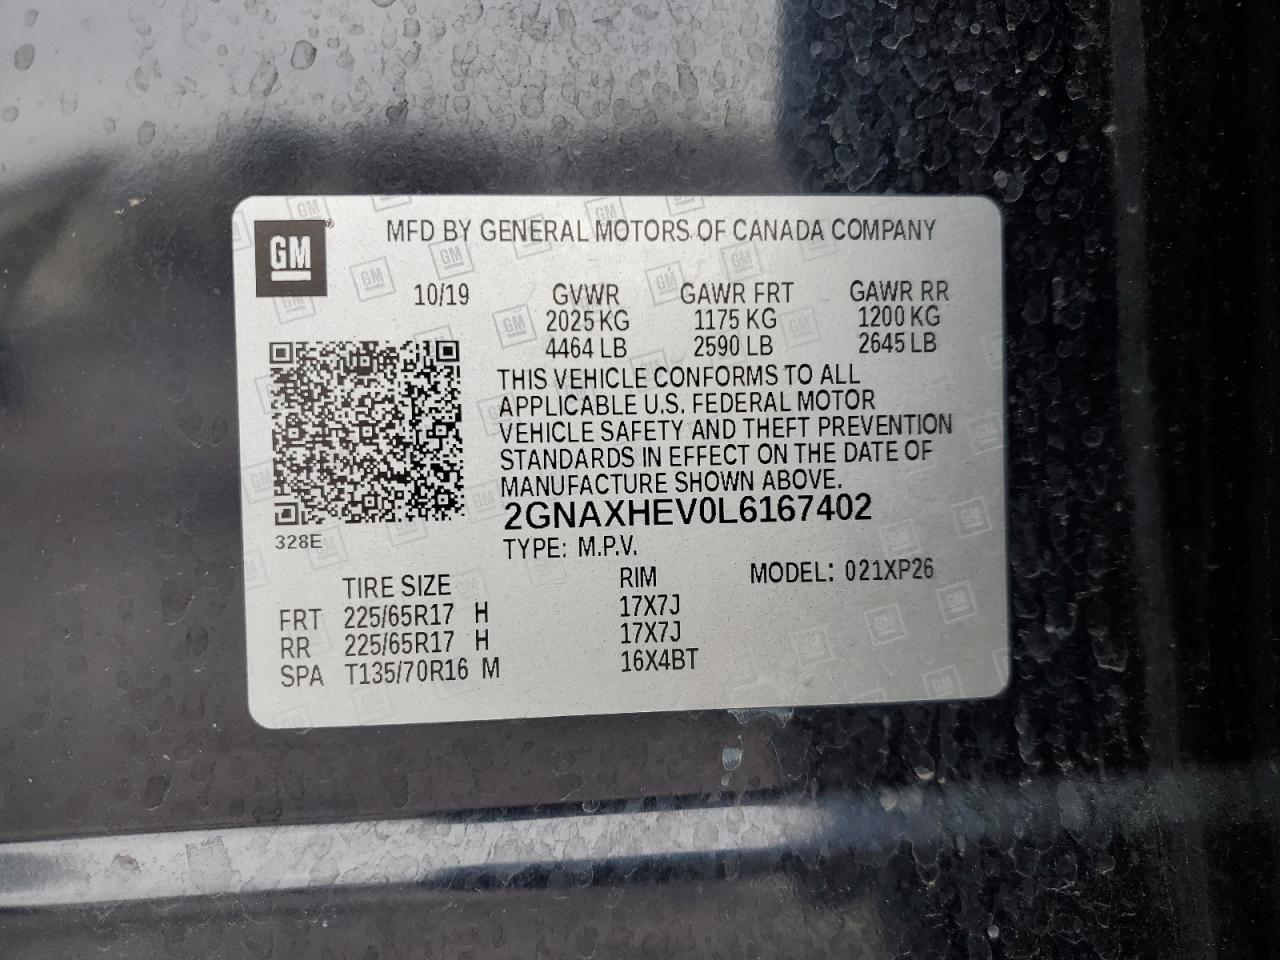 GM
MFD BY GENERAL MOTORS OF CANADA COMPANY
10/19 GVWR GAWR FRT GAWR RR
2025 KG 1175 KG 1200 KG
4464 LB 2590 LB 2645 LB
THIS VEHICLE CONFORMS TO ALL
APPLICABLE U.S. FEDERAL MOTOR
VEHICLE SAFETY AND THEFT PREVENTION
STANDARDS IN EFFECT ON THE DATE OF
MANUFACTURE SHOWN ABOVE.
2GNAXHEV0L6167402
328E
TYPE: M.P.V.
TIRE SIZE RIM MODEL: 021XP26
FRT 225/65R17 H 17X7J
RR 225/65R17 H 17X7J
SPA T135/70R16 M 16X4BT